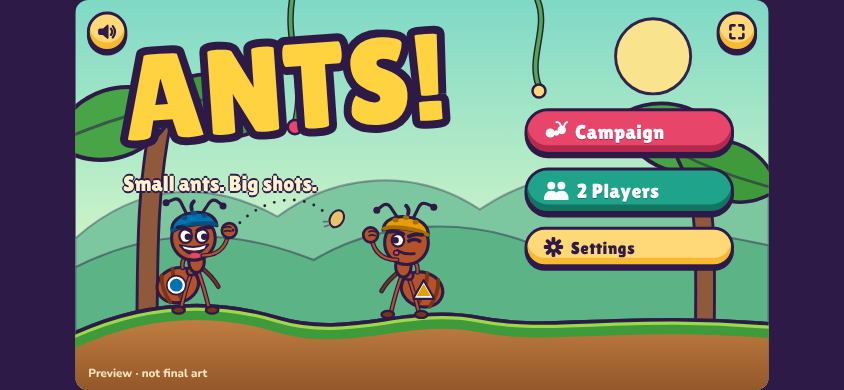 ANTS!
Small ants. Big shots.
Campaign
2 Players
Settings
Preview · not final art